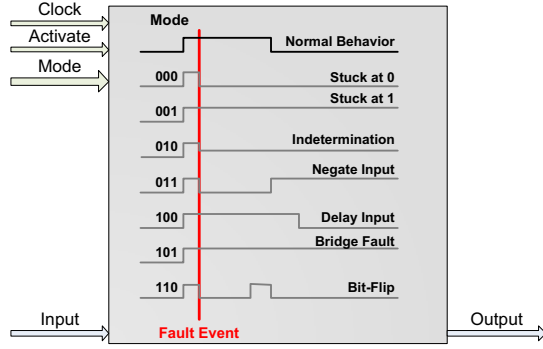 Clock
Activate
Mode
Mode
Normal Behavior
000 Stuck at 0
001 Stuck at 1
010 Indetermination
011 Negate Input
100 Delay Input
101 Bridge Fault
110 Bit-Flip
Input
Fault Event
Output